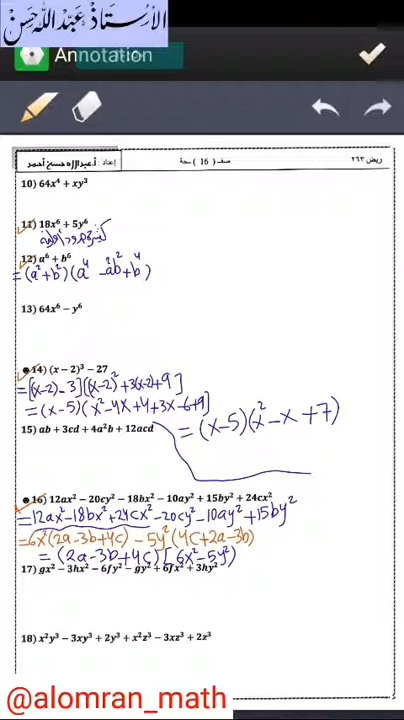 الأستاذ عبدالله حسن
Annotation
ريض ٢٦٣
صفـ ( 16 ) ـحة
إعداد : أ.عبدالإله حسن أحمد
10) 64x⁴ + xy³
11) 18x⁶ + 5y⁶
كثيرة حدود أولية
12) a⁶ + b⁶
= (a²+b²)(a⁴ -a²b²+b⁴)
13) 64x⁶ − y⁶
●14) (x − 2)³ − 27
=[(x-2)-3][(x-2)²+3(x-2)+9]
= (x-5)(x²-4x+4+3x-6+9]
= (x-5)(x²-x+7)
15) ab + 3cd + 4a²b + 12acd
●16) 12ax² − 20cy² − 18bx² − 10ay² + 15by² + 24cx²
=12ax²-18bx²+24cx²-20cy²-10ay²+15by²
=6x²(2a-3b+4c) -5y²(4c+2a-3b)
= (2a-3b+4c)[6x²-5y²)
17) gx² − 3hx² − 6fy² − gy² + 6fx² + 3hy²
18) x²y³ − 3xy³ + 2y³ + x²z³ − 3xz³ + 2z³
@alomran_math